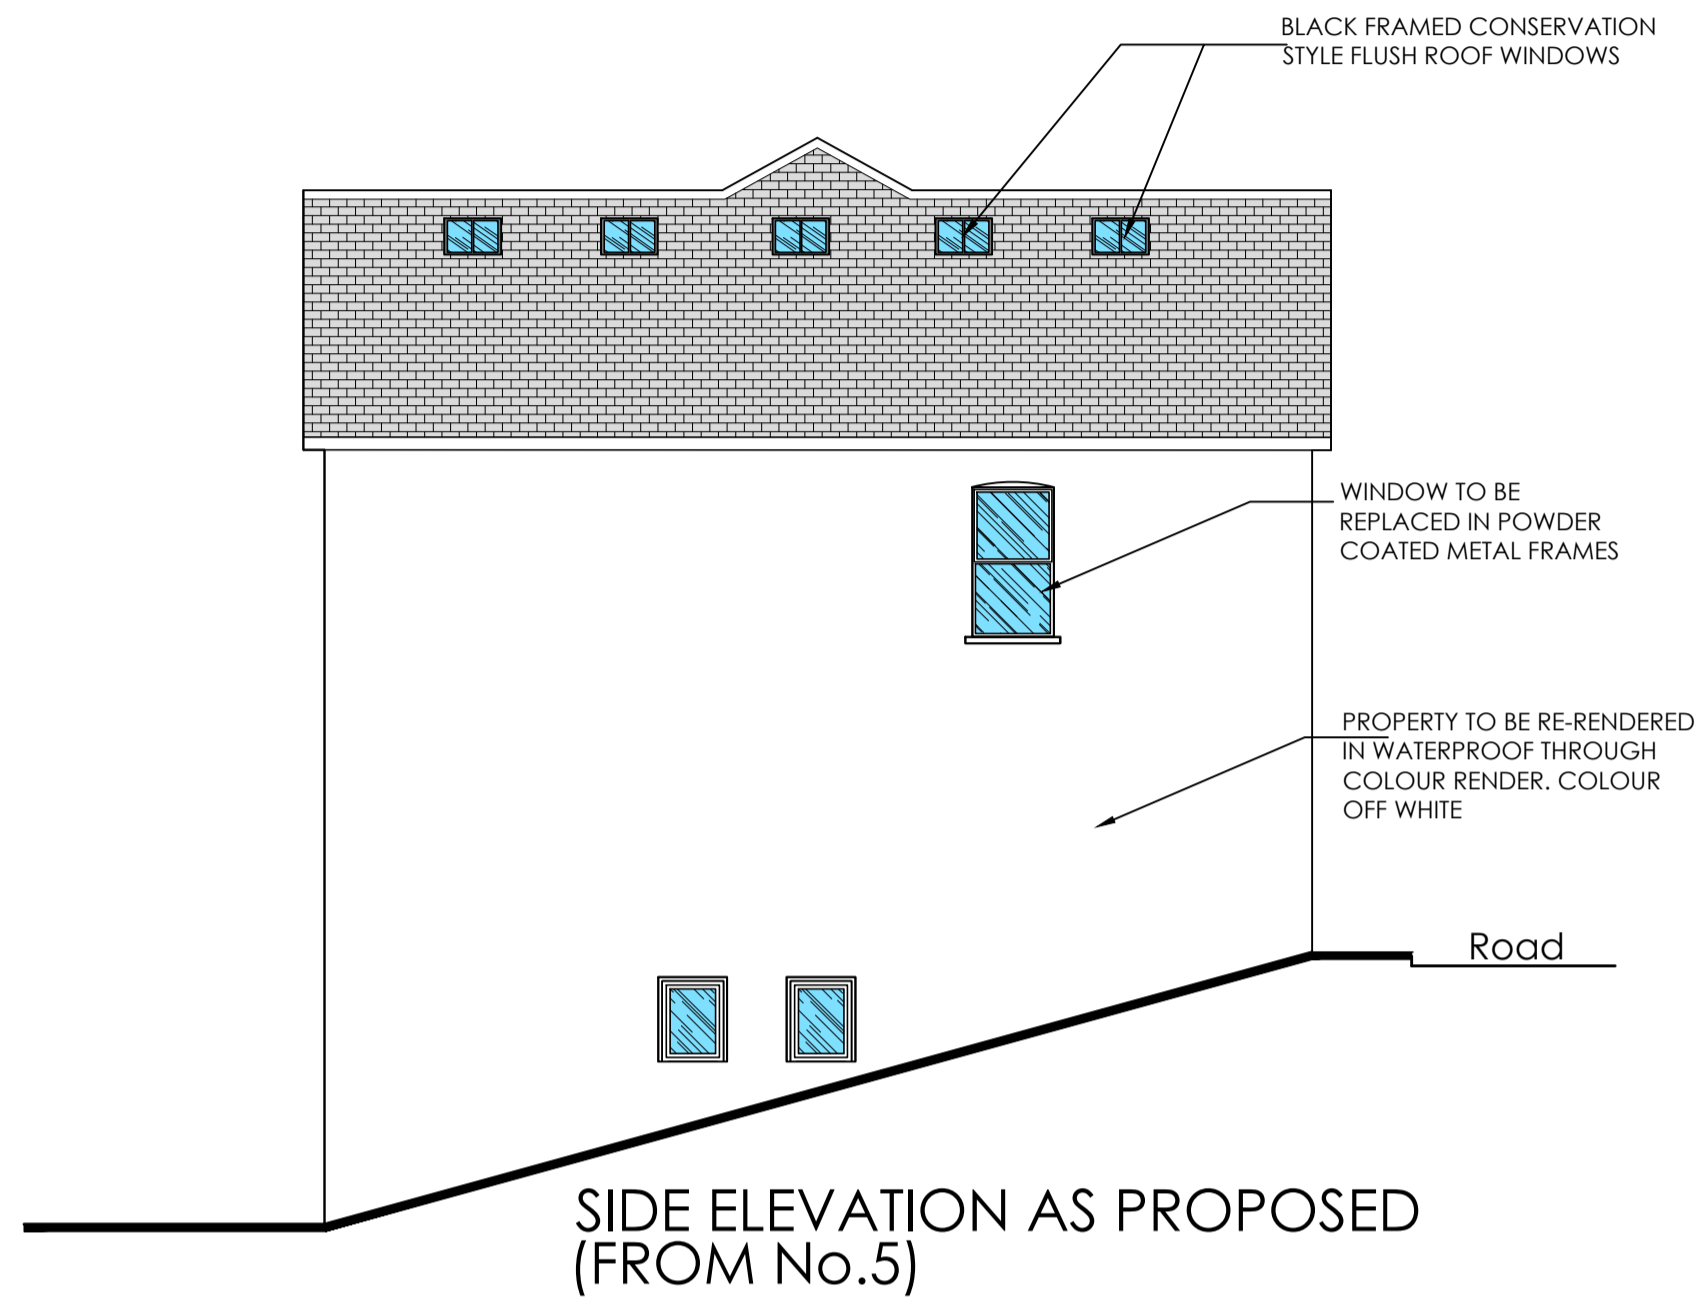 BLACK FRAMED CONSERVATION
STYLE FLUSH ROOF WINDOWS
WINDOW TO BE
REPLACED IN POWDER
COATED METAL FRAMES
PROPERTY TO BE RE-RENDERED
IN WATERPROOF THROUGH
COLOUR RENDER. COLOUR
OFF WHITE
Road
SIDE ELEVATION AS PROPOSED
(FROM No.5)